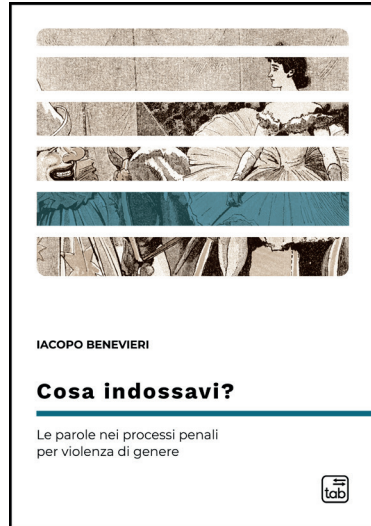 IACOPO BENEVIERI
Cosa indossavi?
Le parole nei processi penali
per violenza di genere
tab